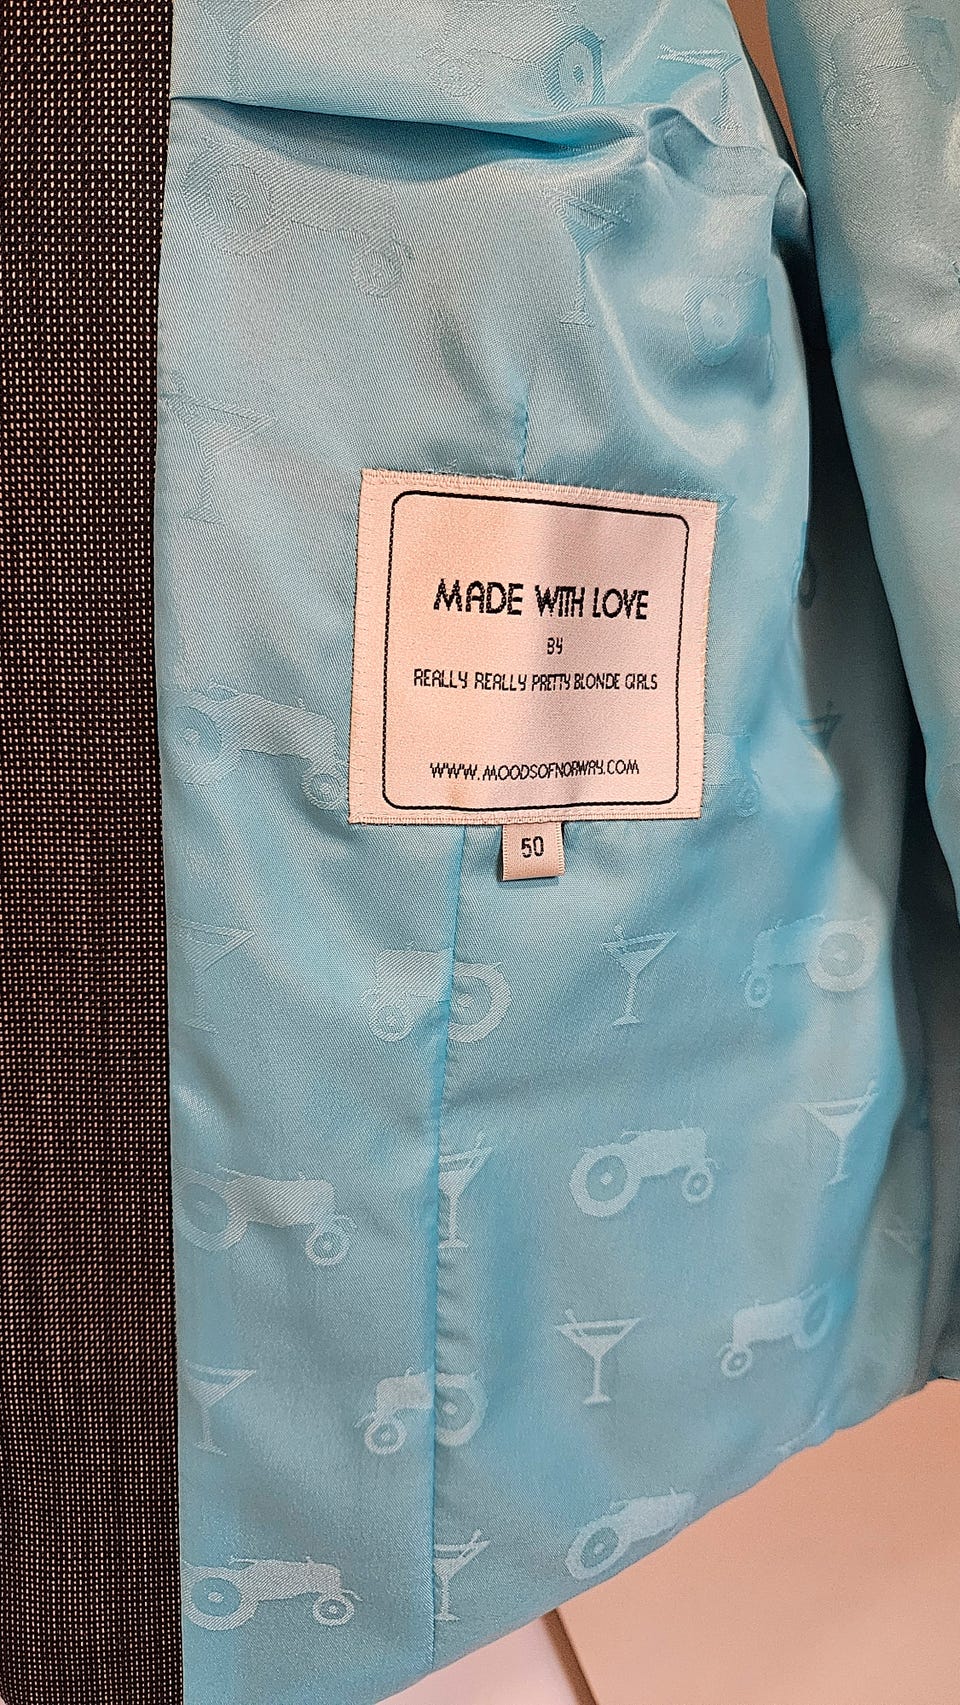 MADE WITH LOVE
BY
REALLY REALLY PRETTY BLONDE GIRLS
WWW.MOODSOFNORWAY.COM
50